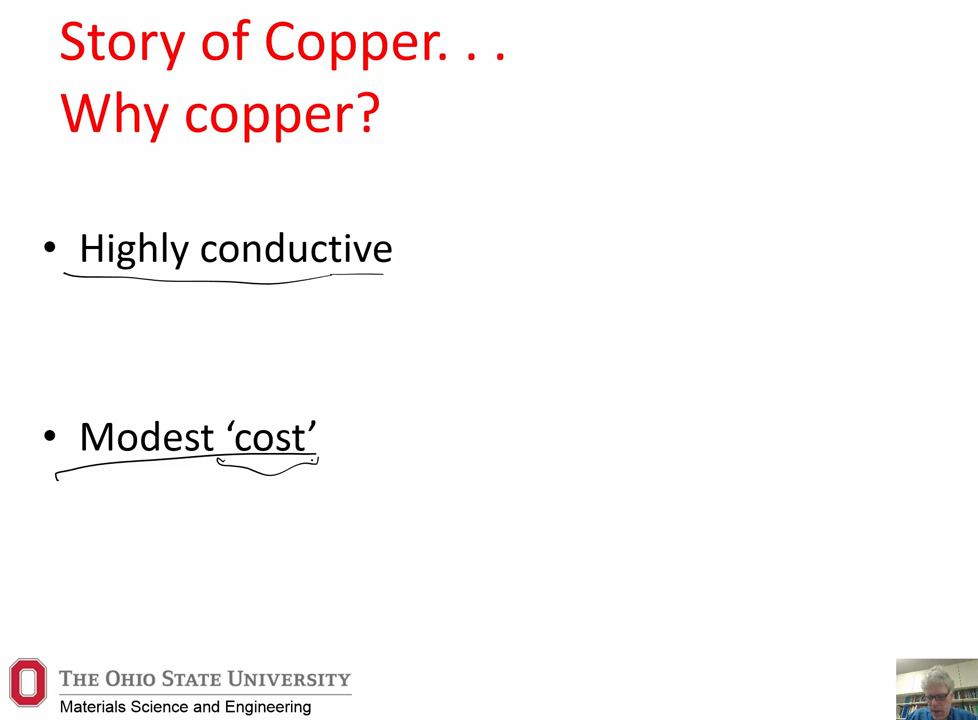 Story of Copper. . .
Why copper?
• Highly conductive
• Modest ‘cost’
THE OHIO STATE UNIVERSITY
Materials Science and Engineering